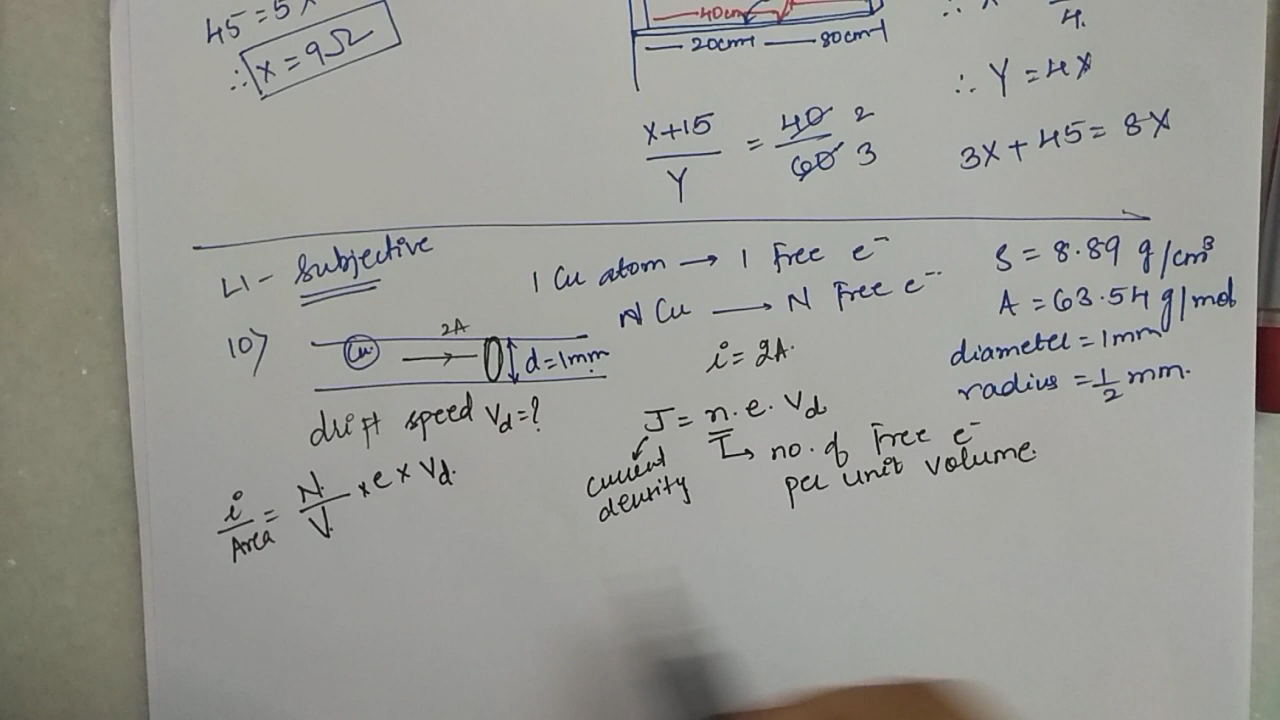 45 = 5x
∴ x = 9Ω
40cm
20cm 80cm
4.
∴ Y = 4X
X+15 / Y = 40 / 60 2 / 3
3X + 45 = 8X
L1 - Subjective
1 Cu atom → 1 Free e⁻
N Cu → N Free e⁻
S = 8.89 g/cm³
A = 63.54 g/mol
diameter = 1mm
radius = 1/2 mm.
10) Cu 2A d=1mm
i = 2A.
drift speed Vd = ?
J = n. e. Vd
current density
↳ no. of Free e⁻
per unit volume.
i / Area = N / V × e × Vd.